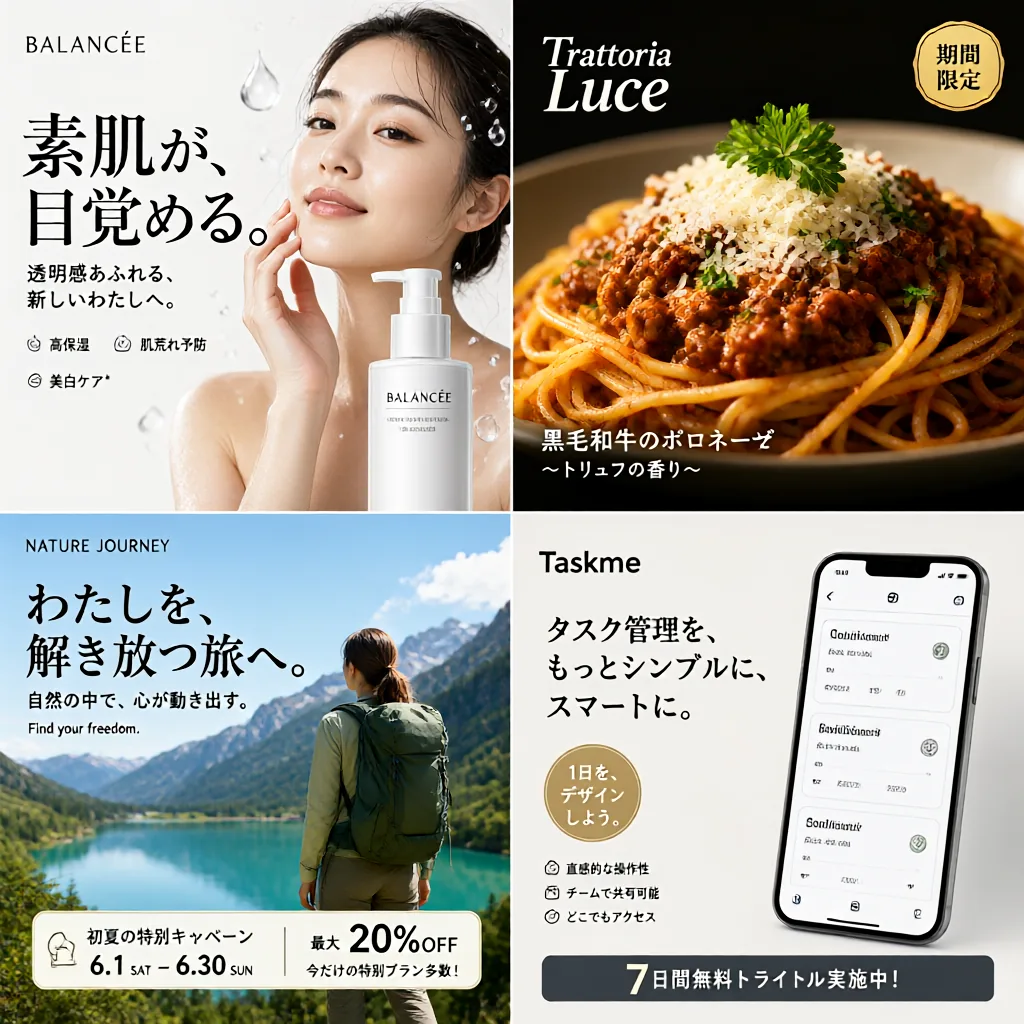 BALANCÉE
素肌が、
目覚める。
透明感あふれる、
新しいわたしへ。
高保湿
肌荒れ予防
美白ケア*
BALANCÉE
Trattoria
Luce
期間
限定
黒毛和牛のボロネーゼ
〜トリュフの香り〜
NATURE JOURNEY
わたしを、
解き放つ旅へ。
自然の中で、心が動き出す。
Find your freedom.
初夏の特別キャベーン
6.1 SAT – 6.30 SUN
最大 20%OFF
今だけの特別プラン多数！
Taskme
タスク管理を、
もっとシンプルに、
スマートに。
1日を、
デザイン
しよう。
直感的な操作性
チームで共有可能
どこでもアクセス
7日間無料トライトル実施中！